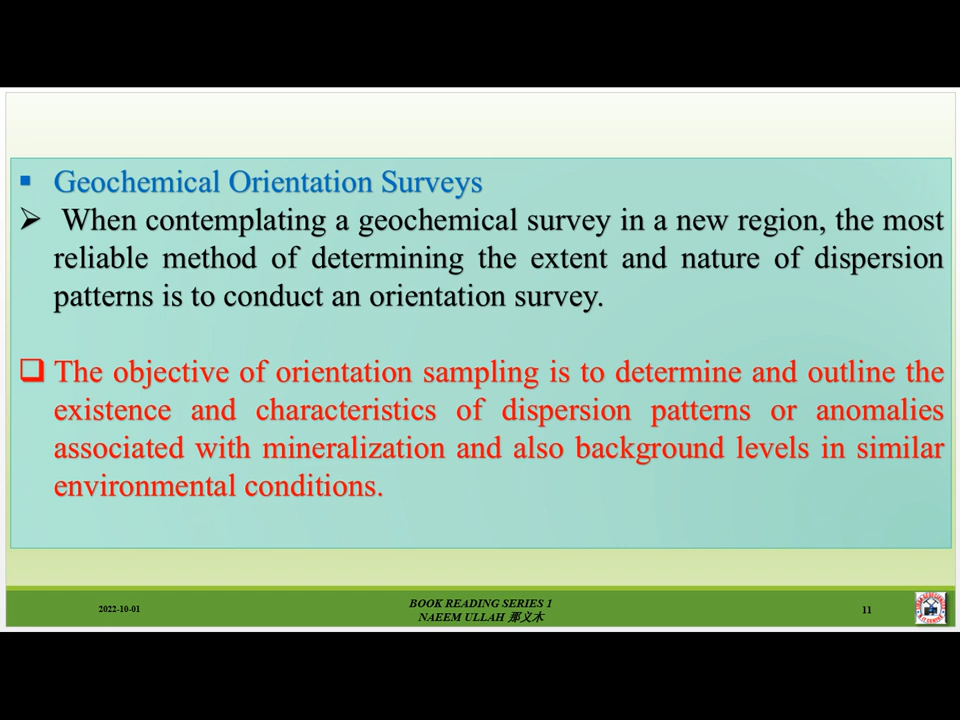 Geochemical Orientation Surveys
When contemplating a geochemical survey in a new region, the most
reliable method of determining the extent and nature of dispersion
patterns is to conduct an orientation survey.
The objective of orientation sampling is to determine and outline the
existence and characteristics of dispersion patterns or anomalies
associated with mineralization and also background levels in similar
environmental conditions.
2022-10-01
BOOK READING SERIES 1
NAEEM ULLAH 那义木
11